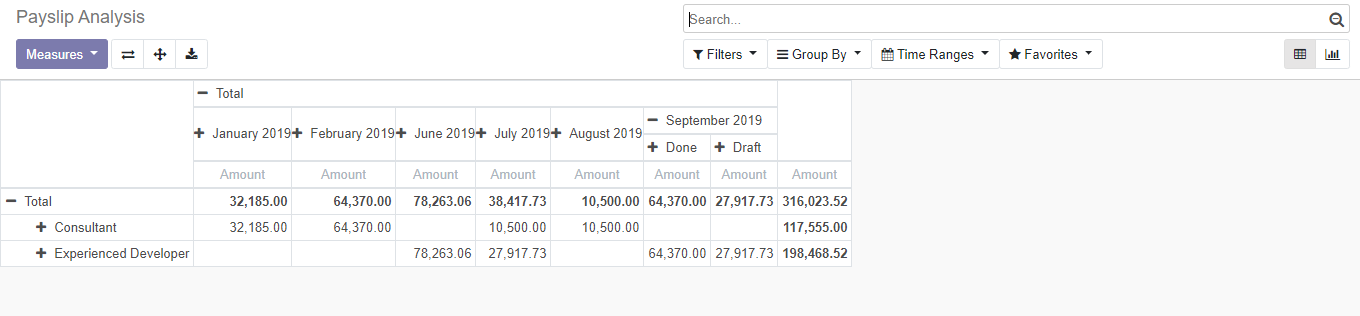 Payslip Analysis
Search...
Measures
Filters Group By Time Ranges Favorites
Total
January 2019 February 2019 June 2019 July 2019 August 2019 September 2019
Done Draft
Amount Amount Amount Amount Amount Amount Amount Amount
Total 32,185.00 64,370.00 78,263.06 38,417.73 10,500.00 64,370.00 27,917.73 316,023.52
Consultant 32,185.00 64,370.00 10,500.00 10,500.00 117,555.00
Experienced Developer 78,263.06 27,917.73 64,370.00 27,917.73 198,468.52